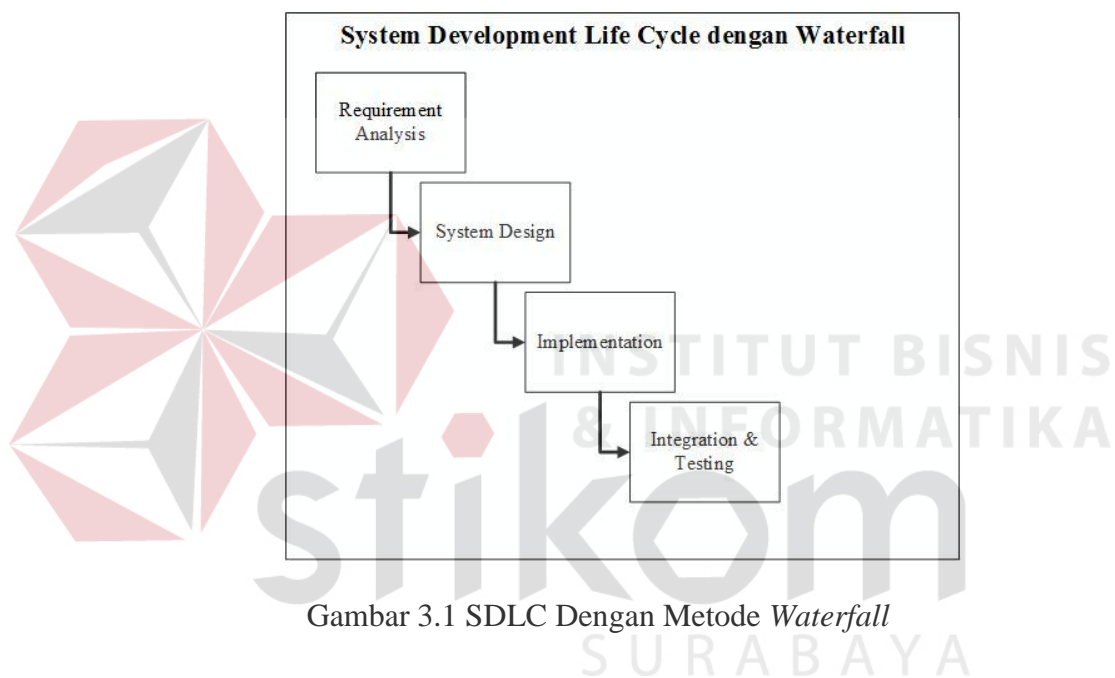 System Development Life Cycle dengan Waterfall
Requirement
Analysis
System Design
Implementation
Integration &
Testing
INSTITUT BISNIS
& INFORMATIKA
stikom
SURABAYA
Gambar 3.1 SDLC Dengan Metode Waterfall